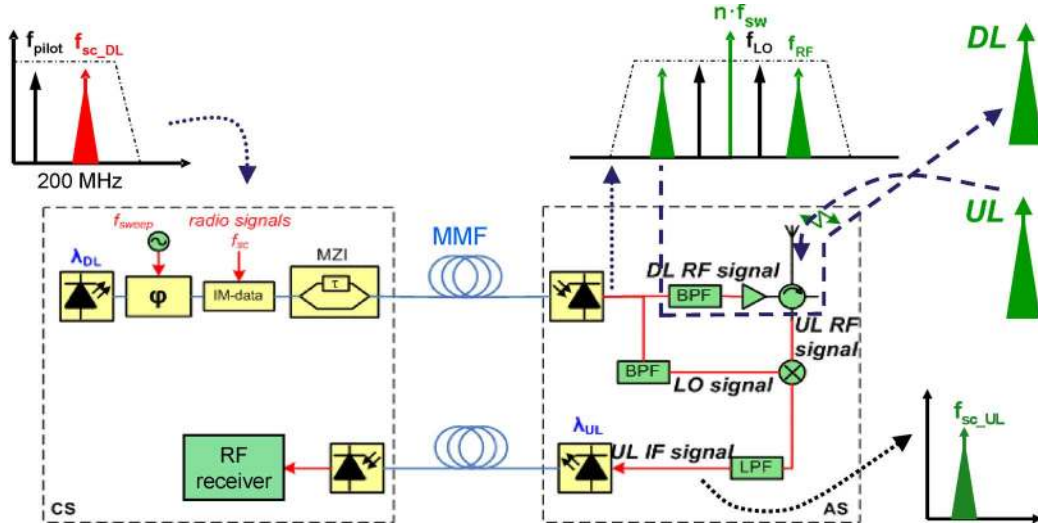 f_pilot
f_sc_DL
200 MHz
n·f_sw
f_LO
f_RF
DL
UL
f_sweep
radio signals
f_sc
λ_DL
φ
IM-data
MZI
τ
MMF
DL RF signal
BPF
UL RF
signal
BPF
LO signal
λ_UL
UL IF signal
LPF
RF
receiver
CS
AS
f_sc_UL